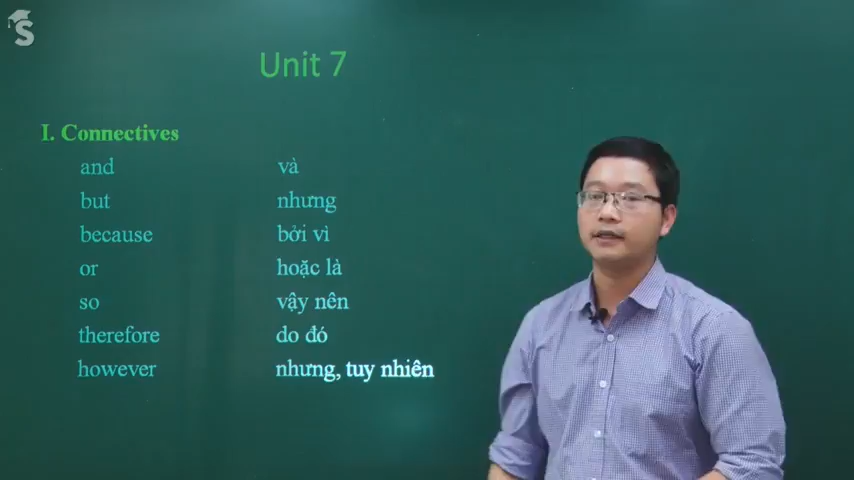 S
Unit 7
I. Connectives
and và
but nhưng
because bởi vì
or hoặc là
so vậy nên
therefore do đó
however nhưng, tuy nhiên